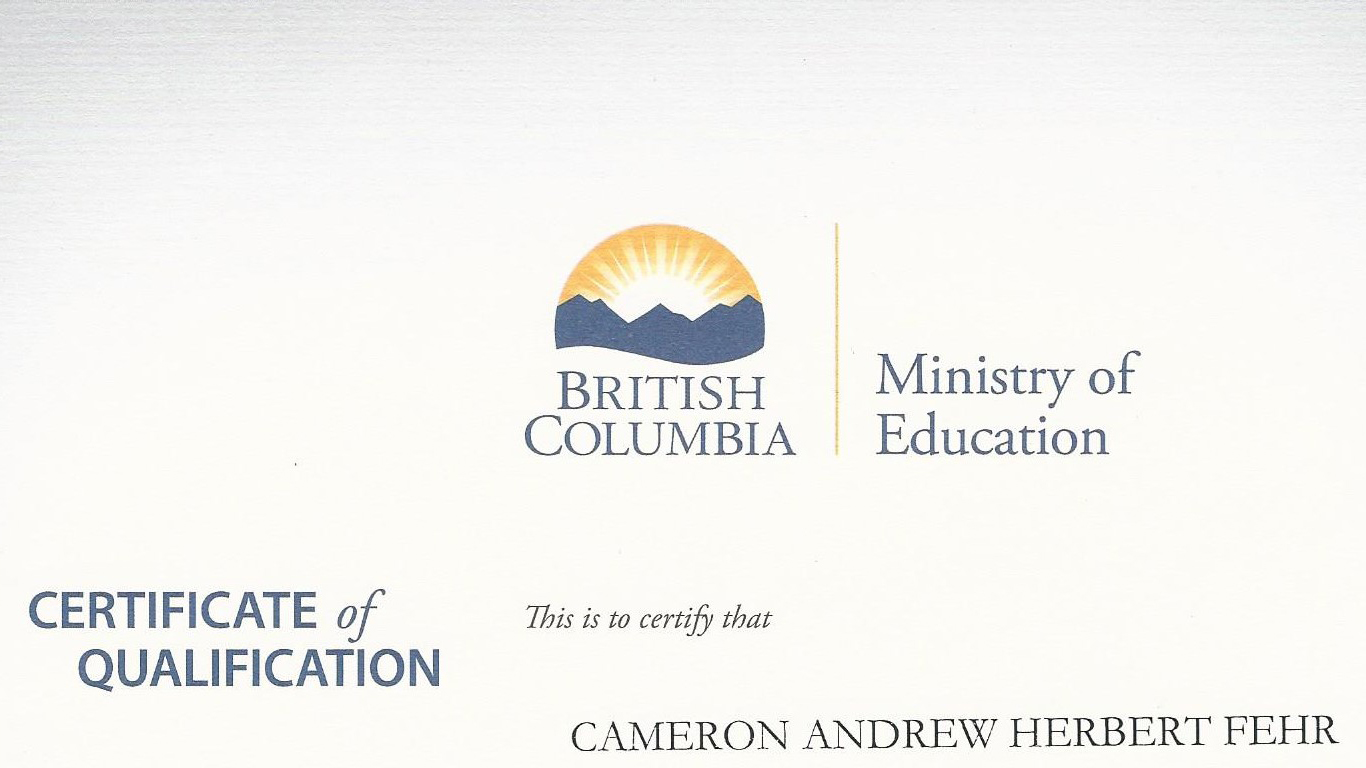 BRITISH
COLUMBIA
Ministry of
Education
CERTIFICATE of
QUALIFICATION
This is to certify that
CAMERON ANDREW HERBERT FEHR